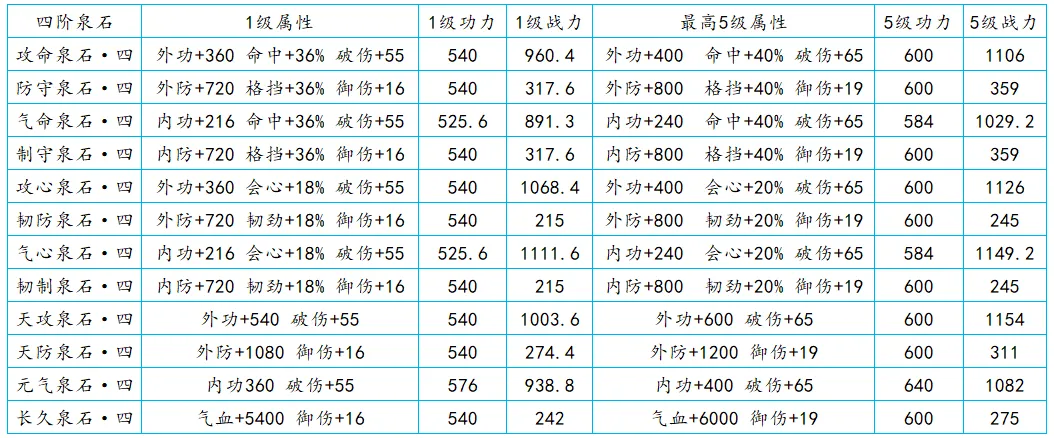 四阶泉石 1级属性 1级功力 1级战力 最高5级属性 5级功力 5级战力
攻命泉石·四 外功+360 命中+36% 破伤+55 540 960.4 外功+400 命中+40% 破伤+65 600 1106
防守泉石·四 外防+720 格挡+36% 御伤+16 540 317.6 外防+800 格挡+40% 御伤+19 600 359
气命泉石·四 内功+216 命中+36% 破伤+55 525.6 891.3 内功+240 命中+40% 破伤+65 584 1029.2
制守泉石·四 内防+720 格挡+36% 御伤+16 540 317.6 内防+800 格挡+40% 御伤+19 600 359
攻心泉石·四 外功+360 会心+18% 破伤+55 540 1068.4 外功+400 会心+20% 破伤+65 600 1126
韧防泉石·四 外防+720 韧劲+18% 御伤+16 540 215 外防+800 韧劲+20% 御伤+19 600 245
气心泉石·四 内功+216 会心+18% 破伤+55 525.6 1111.6 内功+240 会心+20% 破伤+65 584 1149.2
韧制泉石·四 内防+720 韧劲+18% 御伤+16 540 215 内防+800 韧劲+20% 御伤+19 600 245
天攻泉石·四 外功+540 破伤+55 540 1003.6 外功+600 破伤+65 600 1154
天防泉石·四 外防+1080 御伤+16 540 274.4 外防+1200 御伤+19 600 311
元气泉石·四 内功360 破伤+55 576 938.8 内功+400 破伤+65 640 1082
长久泉石·四 气血+5400 御伤+16 540 242 气血+6000 御伤+19 600 275